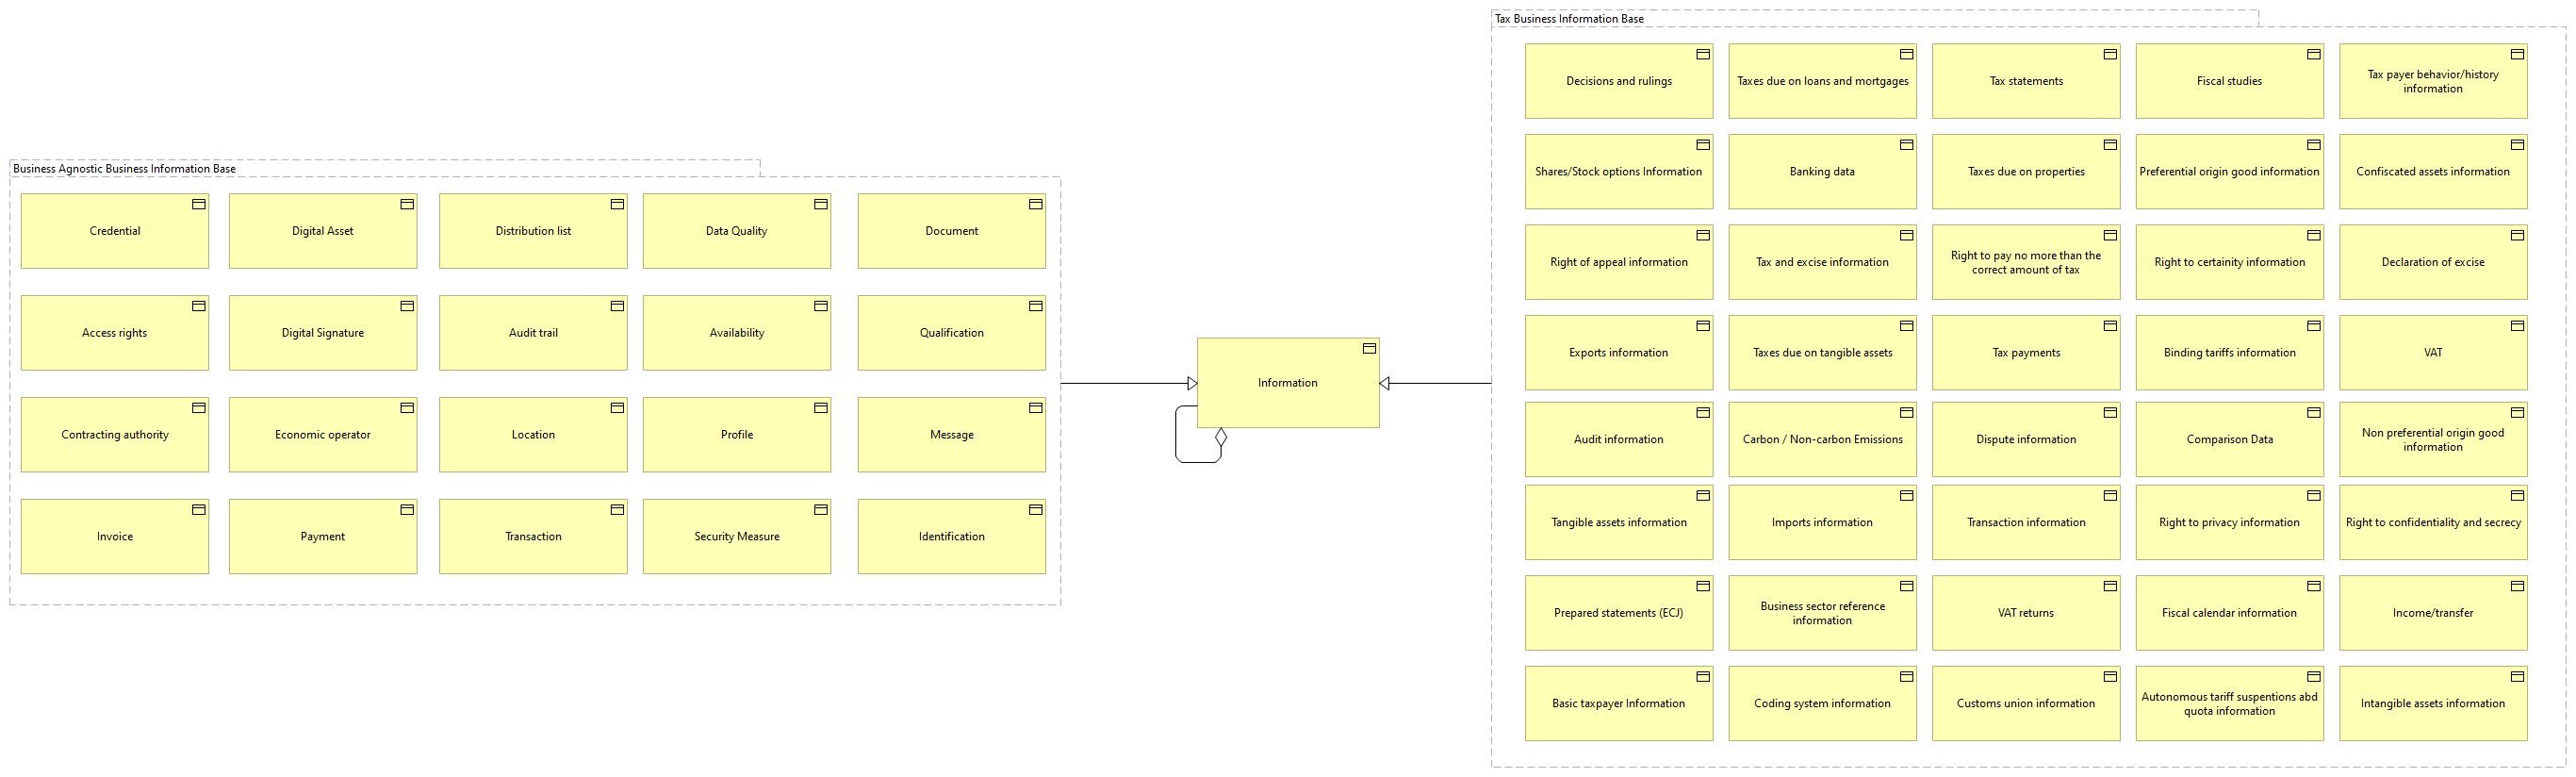 Tax Business Information Base
Decisions and rulings
Taxes due on loans and mortgages
Tax statements
Fiscal studies
Tax payer behavior/history
information
Shares/Stock options Information
Banking data
Taxes due on properties
Preferential origin good information
Confiscated assets information
Right of appeal information
Tax and excise information
Right to pay no more than the
correct amount of tax
Right to certainity information
Declaration of excise
Exports information
Taxes due on tangible assets
Tax payments
Binding tariffs information
VAT
Audit information
Carbon / Non-carbon Emissions
Dispute information
Comparison Data
Non preferential origin good
information
Tangible assets information
Imports information
Transaction information
Right to privacy information
Right to confidentiality and secrecy
Prepared statements (ECJ)
Business sector reference
information
VAT returns
Fiscal calendar information
Income/transfer
Basic taxpayer Information
Coding system information
Customs union information
Autonomous tariff suspentions abd
quota information
Intangible assets information
Business Agnostic Business Information Base
Credential
Digital Asset
Distribution list
Data Quality
Document
Access rights
Digital Signature
Audit trail
Availability
Qualification
Contracting authority
Economic operator
Location
Profile
Message
Invoice
Payment
Transaction
Security Measure
Identification
Information